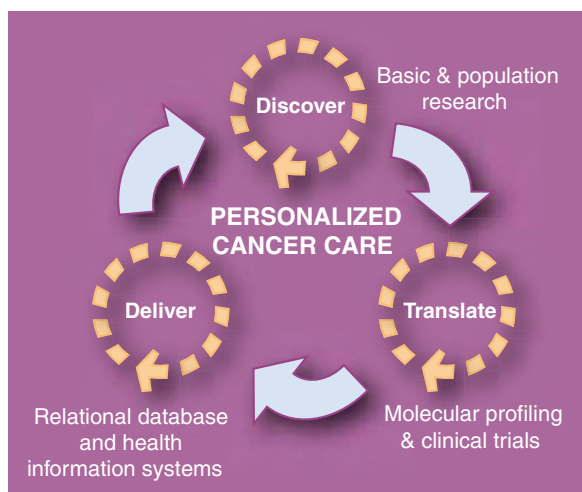 Discover
Basic & population
research
PERSONALIZED
CANCER CARE
Deliver
Translate
Relational database
and health
information systems
Molecular profiling
& clinical trials